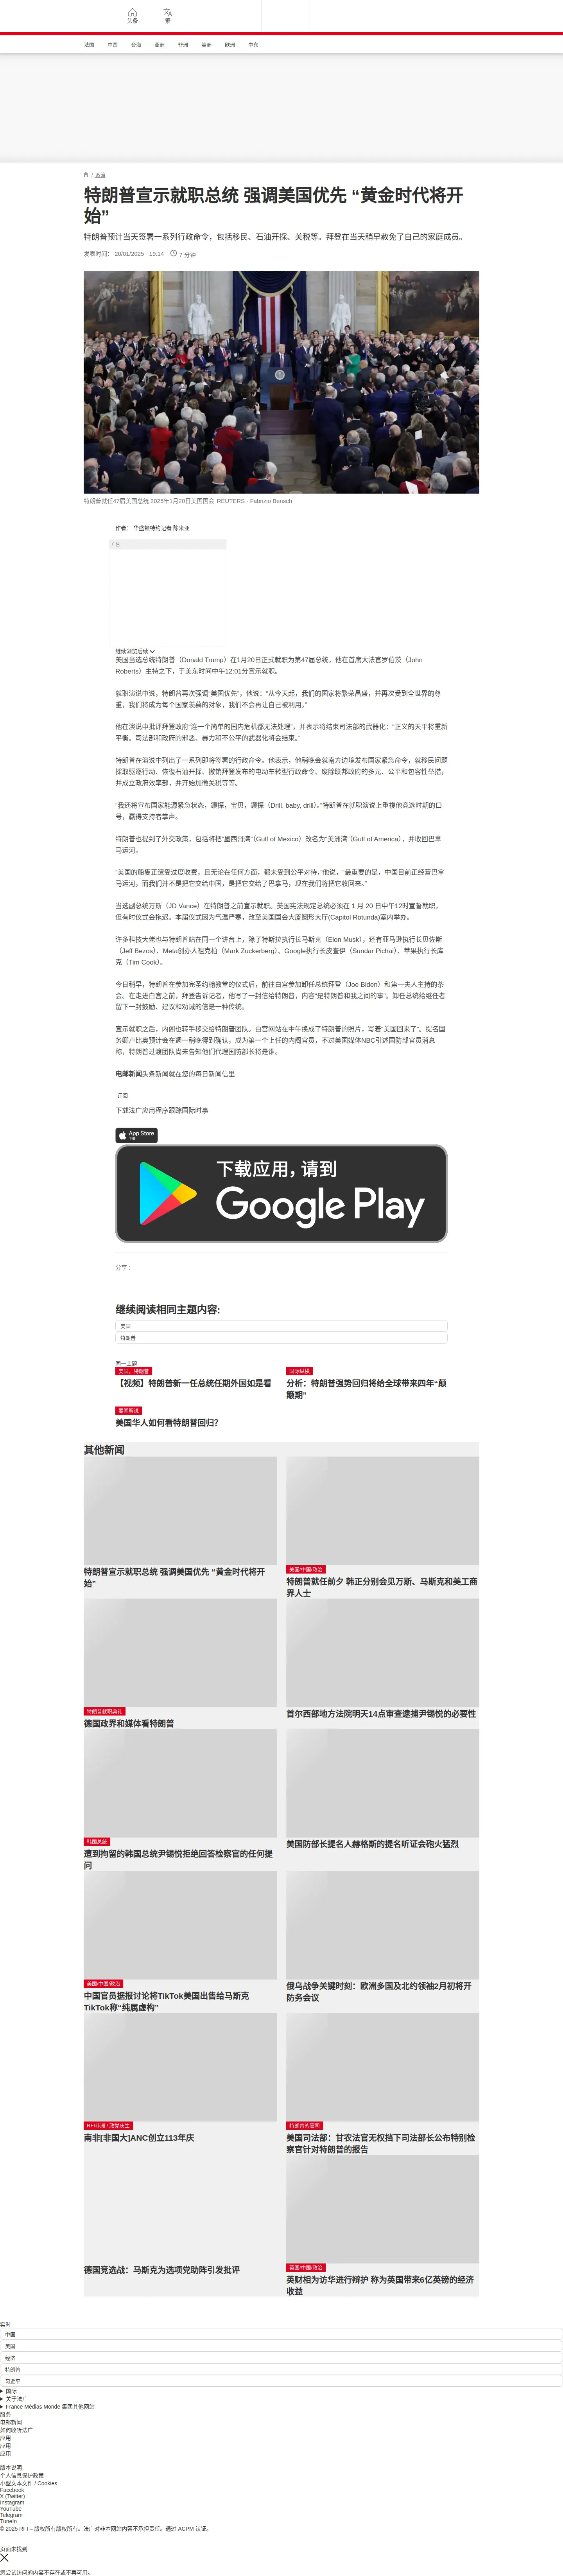 头条
繁
法国 中国 台海 亚洲 非洲 美洲 欧洲 中东
/ 政治
特朗普宣示就职总统 强调美国优先 “黄金时代将开
始”
特朗普预计当天签署一系列行政命令，包括移民、石油开采、关税等。拜登在当天稍早赦免了自己的家庭成员。
发表时间： 20/01/2025 - 19:14 7 分钟
特朗普就任47届美国总统 2025年1月20日美国国会 REUTERS - Fabrizio Bensch
作者： 华盛顿特约记者 陈米亚
广告
继续浏览后续
美国当选总统特朗普（Donald Trump）在1月20日正式就职为第47届总统，他在首席大法官罗伯茨（John
Roberts）主持之下，于美东时间中午12:01分宣示就职。
就职演说中说，特朗普再次强调“美国优先”，他说：“从今天起，我们的国家将繁荣昌盛，并再次受到全世界的尊
重，我们将成为每个国家羡慕的对象，我们不会再让自己被利用。”
他在演说中批评拜登政府“连一个简单的国内危机都无法处理”，并表示将结束司法部的武器化：“正义的天平将重新
平衡。司法部和政府的邪恶、暴力和不公平的武器化将会结束。”
特朗普在演说中列出了一系列即将签署的行政命令。他表示，他稍晚会就南方边墙发布国家紧急命令，就移民问题
採取驱逐行动、恢復石油开採、撤销拜登发布的电动车转型行政命令、废除联邦政府的多元、公平和包容性举措，
并成立政府效率部，并开始加徵关税等等。
“我还将宣布国家能源紧急状态，鑽探，宝贝，鑽探（Drill, baby, drill）。”特朗普在就职演说上重複他竞选时期的口
号，赢得支持者掌声。
特朗普也提到了外交政策，包括将把“墨西哥湾”（Gulf of Mexico）改名为“美洲湾”（Gulf of America），并收回巴拿
马运河。
“美国的船隻正遭受过度收费，且无论在任何方面，都未受到公平对待，”他说，“最重要的是，中国目前正经营巴拿
马运河，而我们并不是把它交给中国，是把它交给了巴拿马，现在我们将把它收回来。”
当选副总统万斯（JD Vance）在特朗普之前宣示就职。美国宪法规定总统必须在 1 月 20 日中午12时宣誓就职，
但有时仪式会拖迟。本届仪式因为气温严寒，改至美国国会大厦圆形大厅(Capitol Rotunda)室内举办。
许多科技大佬也与特朗普站在同一个讲台上，除了特斯拉执行长马斯克（Elon Musk），还有亚马逊执行长贝佐斯
（Jeff Bezos）、Meta创办人祖克柏（Mark Zuckerberg）、Google执行长皮查伊（Sundar Pichai）、苹果执行长库
克（Tim Cook）。
今日稍早，特朗普在参加完圣约翰教堂的仪式后，前往白宫参加卸任总统拜登（Joe Biden）和第一夫人主持的茶
会。在走进白宫之前，拜登告诉记者，他写了一封信给特朗普，内容“是特朗普和我之间的事”。卸任总统给继任者
留下一封鼓励、建议和劝诫的信是一种传统。
宣示就职之后，内阁也转手移交给特朗普团队。白宫网站在中午换成了特朗普的照片，写着“美国回来了”。提名国
务卿卢比奥预计会在週一稍晚得到确认，成为第一个上任的内阁官员，不过美国媒体NBC引述国防部官员消息
称，特朗普过渡团队尚未告知他们代理国防部长将是谁。
电邮新闻头条新闻就在您的每日新闻信里
订阅
下载法广应用程序跟踪国际时事
App Store
下载
下载应用，请到
Google Play
分享 :
继续阅读相同主题内容:
美国
特朗普
同一主题
美国、特朗普
【视频】特朗普新一任总统任期外国如是看
国际纵横
分析：特朗普强势回归将给全球带来四年“颠
簸期”
要闻解说
美国华人如何看特朗普回归?
其他新闻
特朗普宣示就职总统 强调美国优先 “黄金时代将开
始”
美国/中国/政治
特朗普就任前夕 韩正分别会见万斯、马斯克和美工商
界人士
特朗普就职典礼
德国政界和媒体看特朗普
首尔西部地方法院明天14点审查逮捕尹锡悦的必要性
韩国总统
遭到拘留的韩国总统尹锡悦拒绝回答检察官的任何提
问
美国防部长提名人赫格斯的提名听证会砲火猛烈
美国/中国/政治
中国官员据报讨论将TikTok美国出售给马斯克
TikTok称“纯属虚构”
俄乌战争关键时刻：欧洲多国及北约领袖2月初将开
防务会议
RFI非洲 / 政党庆生
南非[非国大]ANC创立113年庆
特朗普的官司
美国司法部：甘农法官无权挡下司法部长公布特别检
察官针对特朗普的报告
德国竞选战：马斯克为选项党助阵引发批评
英国/中国/政治
英财相为访华进行辩护 称为英国带来6亿英镑的经济
收益
实时
中国
美国
经济
特朗普
习近平
国际
关于法广
France Médias Monde 集团其他网站
服务
电邮新闻
如何收听法广
应用
应用
应用
版本说明
个人信息保护政策
小型文本文件 / Cookies
Facebook
X (Twitter)
Instagram
YouTube
Telegram
TuneIn
© 2025 RFI – 版权所有版权所有。法广对非本网站内容不承担责任。通过 ACPM 认证。
页面未找到
您尝试访问的内容不存在或不再可用。